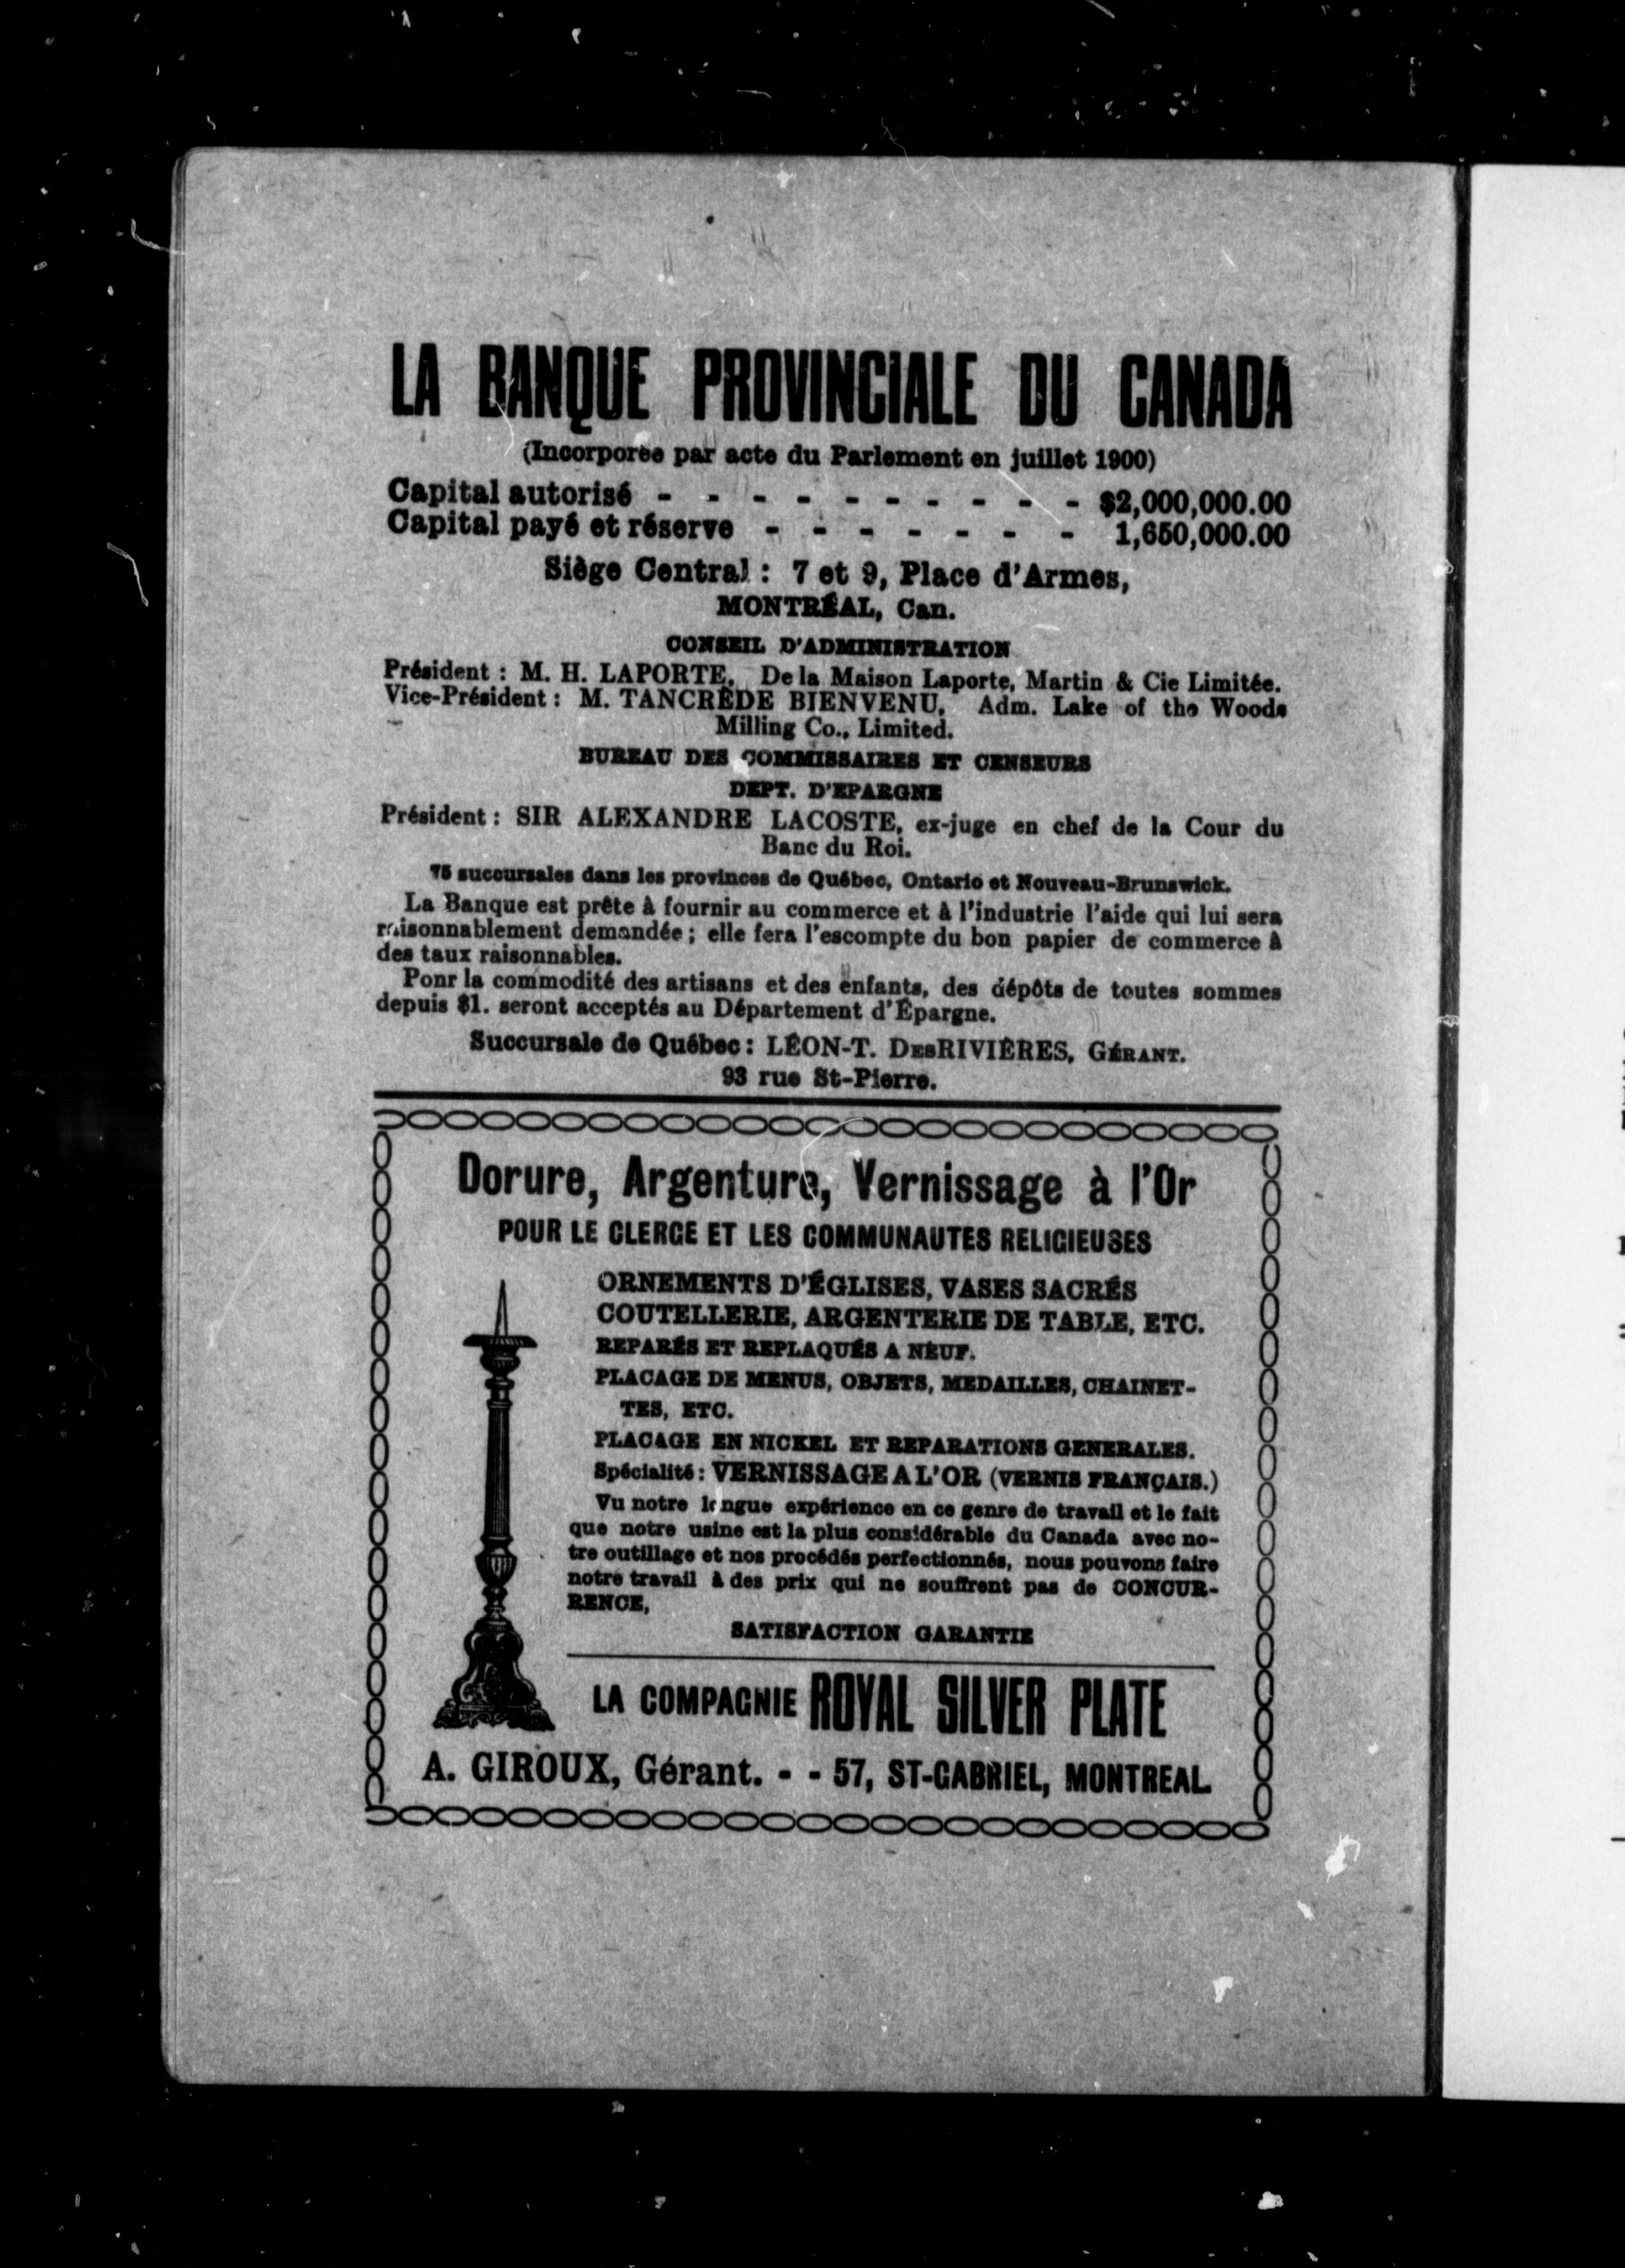 LA BANQUE PROVINCIALE DU CANADA
(Incorporée par acte du Parlement en juillet 1900)
Capital autorisé - - - - - - - - - - $2,000,000.00
Capital payé et réserve - - - - - - - 1,650,000.00
Siège Central : 7 et 9, Place d'Armes,
MONTRÉAL, Can.
CONSEIL D'ADMINISTRATION
Président : M. H. LAPORTE, De la Maison Laporte, Martin & Cie Limitée.
Vice-Président : M. TANCRÈDE BIENVENU, Adm. Lake of the Woods
Milling Co., Limited.
BUREAU DES COMMISSAIRES ET CENSEURS
DEPT. D'EPARGNE
Président : SIR ALEXANDRE LACOSTE, ex-juge en chef de la Cour du
Banc du Roi.
75 succursales dans les provinces de Québec, Ontario et Nouveau-Brunswick.
La Banque est prête à fournir au commerce et à l'industrie l'aide qui lui sera
raisonnablement demandée ; elle fera l'escompte du bon papier de commerce à
des taux raisonnables.
Ponr la commodité des artisans et des enfants, des dépôts de toutes sommes
depuis $1. seront acceptés au Département d'Épargne.
Succursale de Québec : LÉON-T. DesRIVIÈRES, Gérant.
93 rue St-Pierre.
Dorure, Argenture, Vernissage à l'Or
POUR LE CLERGE ET LES COMMUNAUTES RELIGIEUSES
ORNEMENTS D'ÉGLISES, VASES SACRÉS
COUTELLERIE, ARGENTERIE DE TABLE, ETC.
REPARÉS ET REPLAQUÉS A NEUF.
PLACAGE DE MENUS, OBJETS, MEDAILLES, CHAINET-
TES, ETC.
PLACAGE EN NICKEL ET REPARATIONS GENERALES.
Spécialité : VERNISSAGE A L'OR (VERNIS FRANÇAIS.)
Vu notre longue expérience en ce genre de travail et le fait
que notre usine est la plus considérable du Canada avec no-
tre outillage et nos procédés perfectionnés, nous pouvons faire
notre travail à des prix qui ne souffrent pas de CONCUR-
RENCE,
SATISFACTION GARANTIE
LA COMPAGNIE ROYAL SILVER PLATE
A. GIROUX, Gérant. - - 57, ST-GABRIEL, MONTREAL.